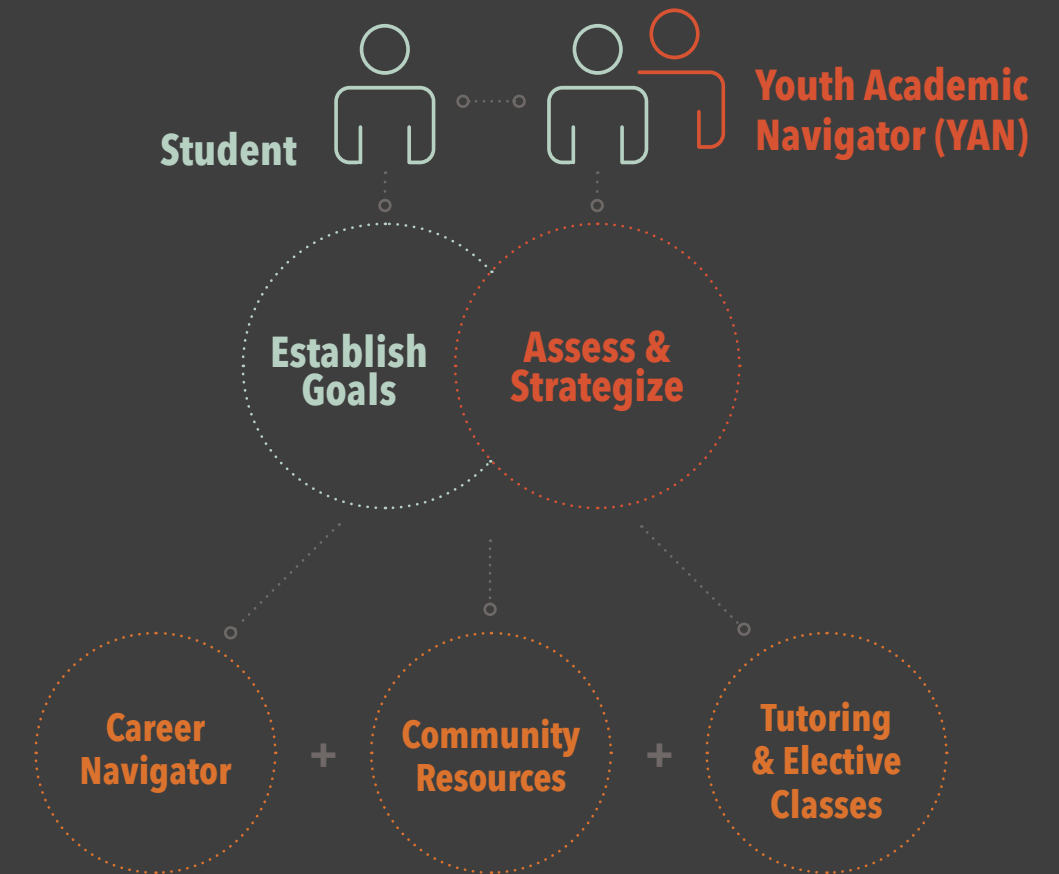 Student
Youth Academic
Navigator (YAN)
Establish
Goals
Assess &
Strategize
Career
Navigator
+
Community
Resources
+
Tutoring
& Elective
Classes